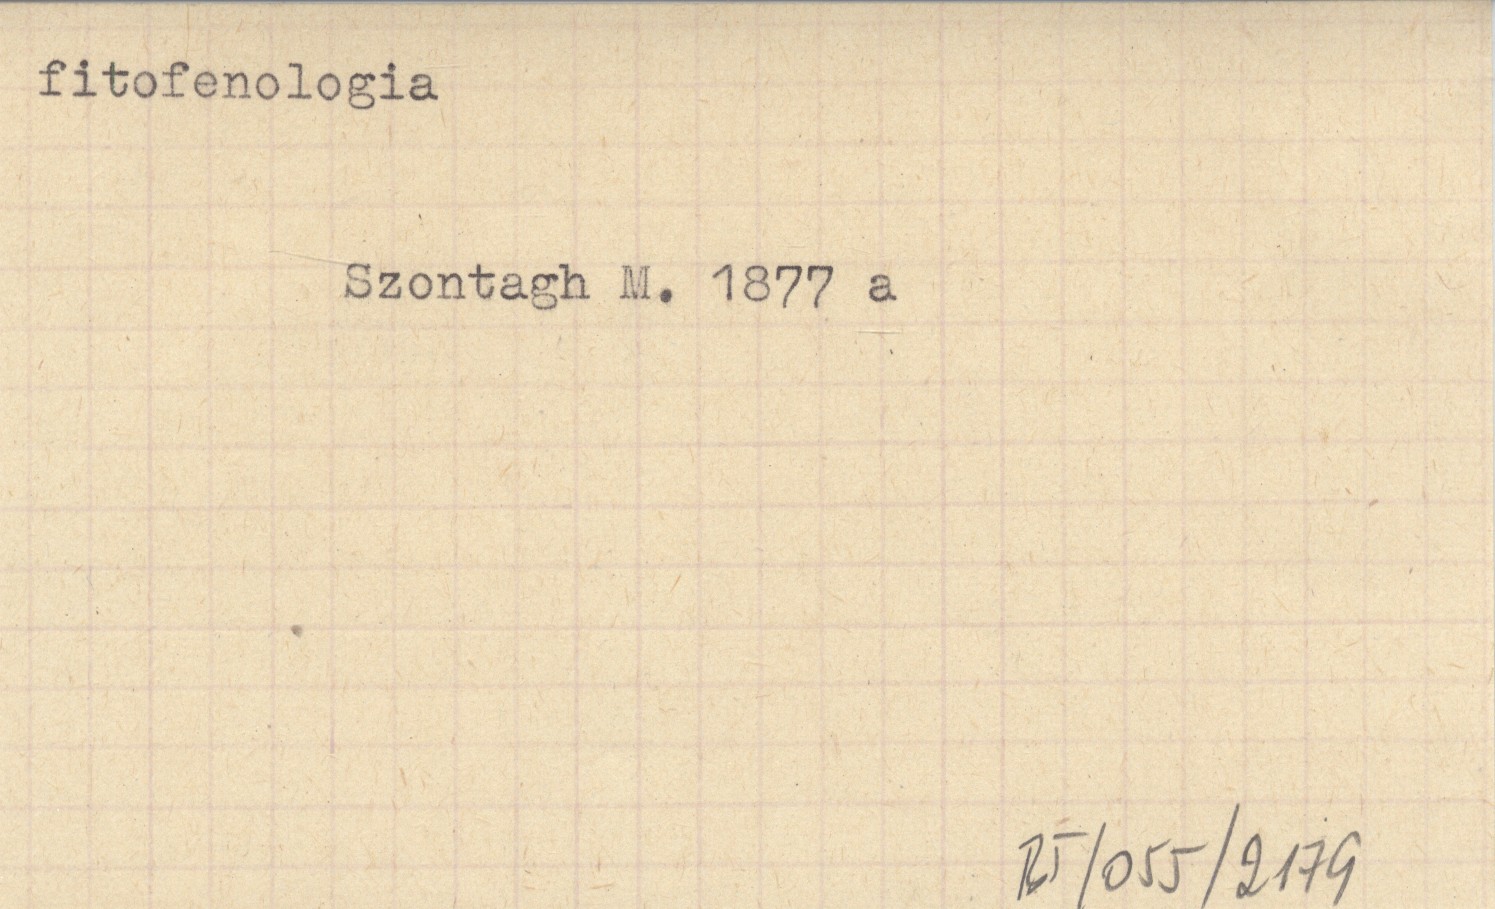 fitofenologia
Szontagh M. 1877 a
RJ/055/2179